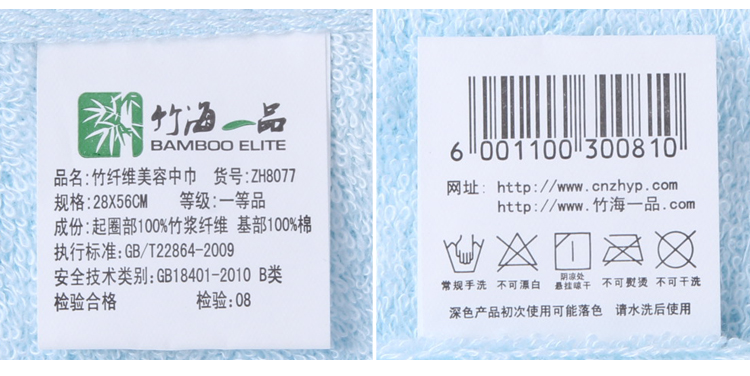 竹海一品
BAMBOO ELITE
品名:竹纤维美容中巾 货号:ZH8077
规格:28X56CM 等级:一等品
成份:起圈部100%竹浆纤维 基部100%棉
执行标准:GB/T22864-2009
安全技术类别:GB18401-2010 B类
检验合格 检验:08
6 001100 300810
网址: http://www.cnzhyp.com
http://www.竹海一品.com
常规手洗 不可漂白 阴凉处悬挂晾干 不可熨烫 不可干洗
深色产品初次使用可能落色 请水洗后使用